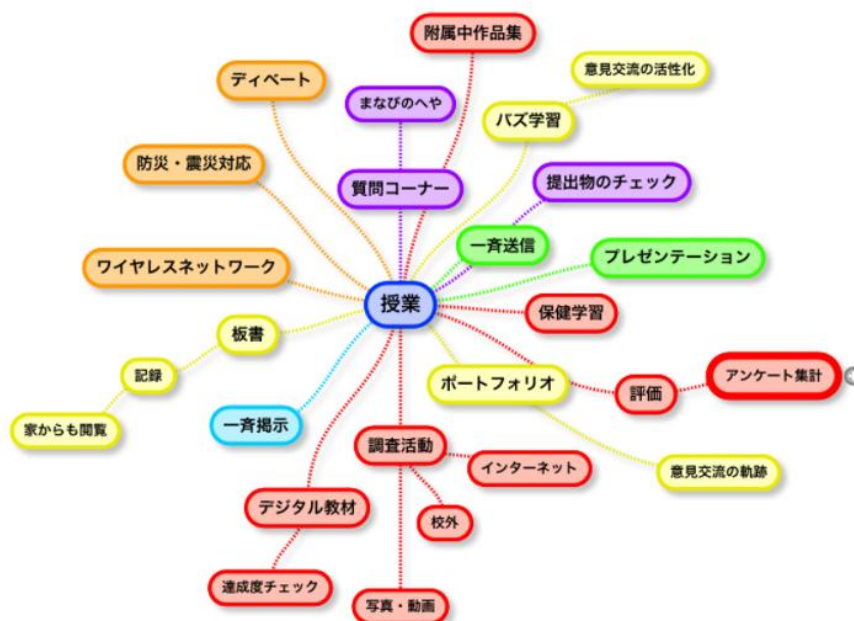 附属中作品集
意見交流の活性化
ディベート
まなびのへや
バズ学習
防災・震災対応
質問コーナー
提出物のチェック
一斉送信
プレゼンテーション
ワイヤレスネットワーク
授業
保健学習
板書
記録
ポートフォリオ
評価
アンケート集計
家からも閲覧
一斉掲示
調査活動
インターネット
意見交流の軌跡
デジタル教材
校外
達成度チェック
写真・動画